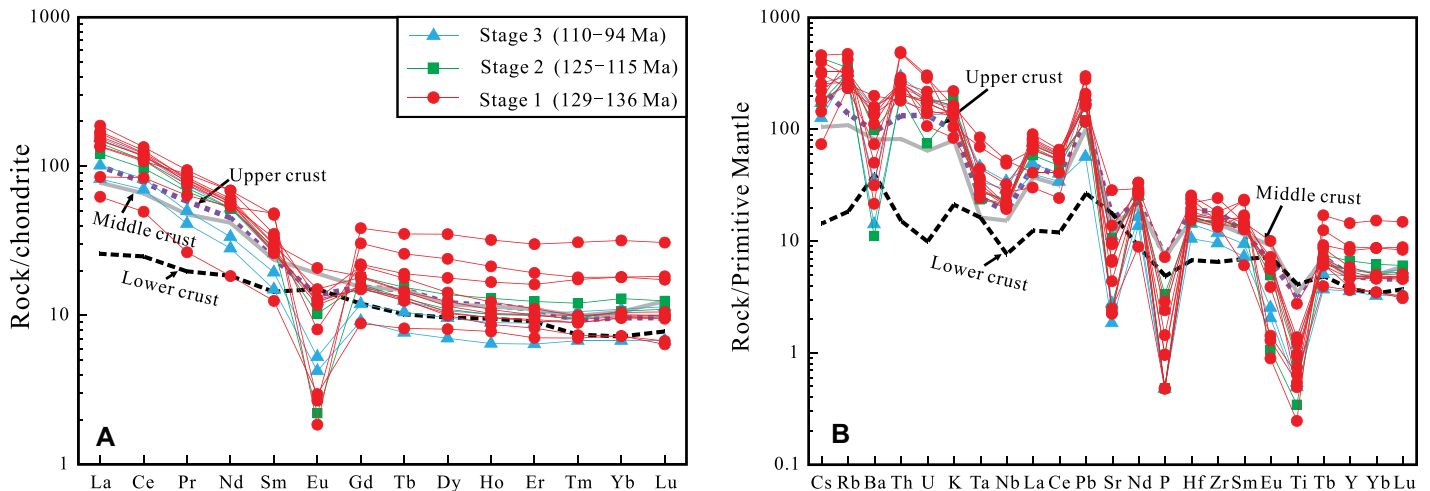 1000
100
10
1
Rock/chondrite
Stage 3 (110−94 Ma)
Stage 2 (125−115 Ma)
Stage 1 (129−136 Ma)
Upper crust
Middle crust
Lower crust
A
La Ce Pr Nd Sm Eu Gd Tb Dy Ho Er Tm Yb Lu
1000
100
10
1
0.1
Rock/Primitive Mantle
Upper crust
Middle crust
Lower crust
B
Cs Rb Ba Th U K Ta Nb La Ce Pb Sr Nd P Hf Zr Sm Eu Ti Tb Y Yb Lu